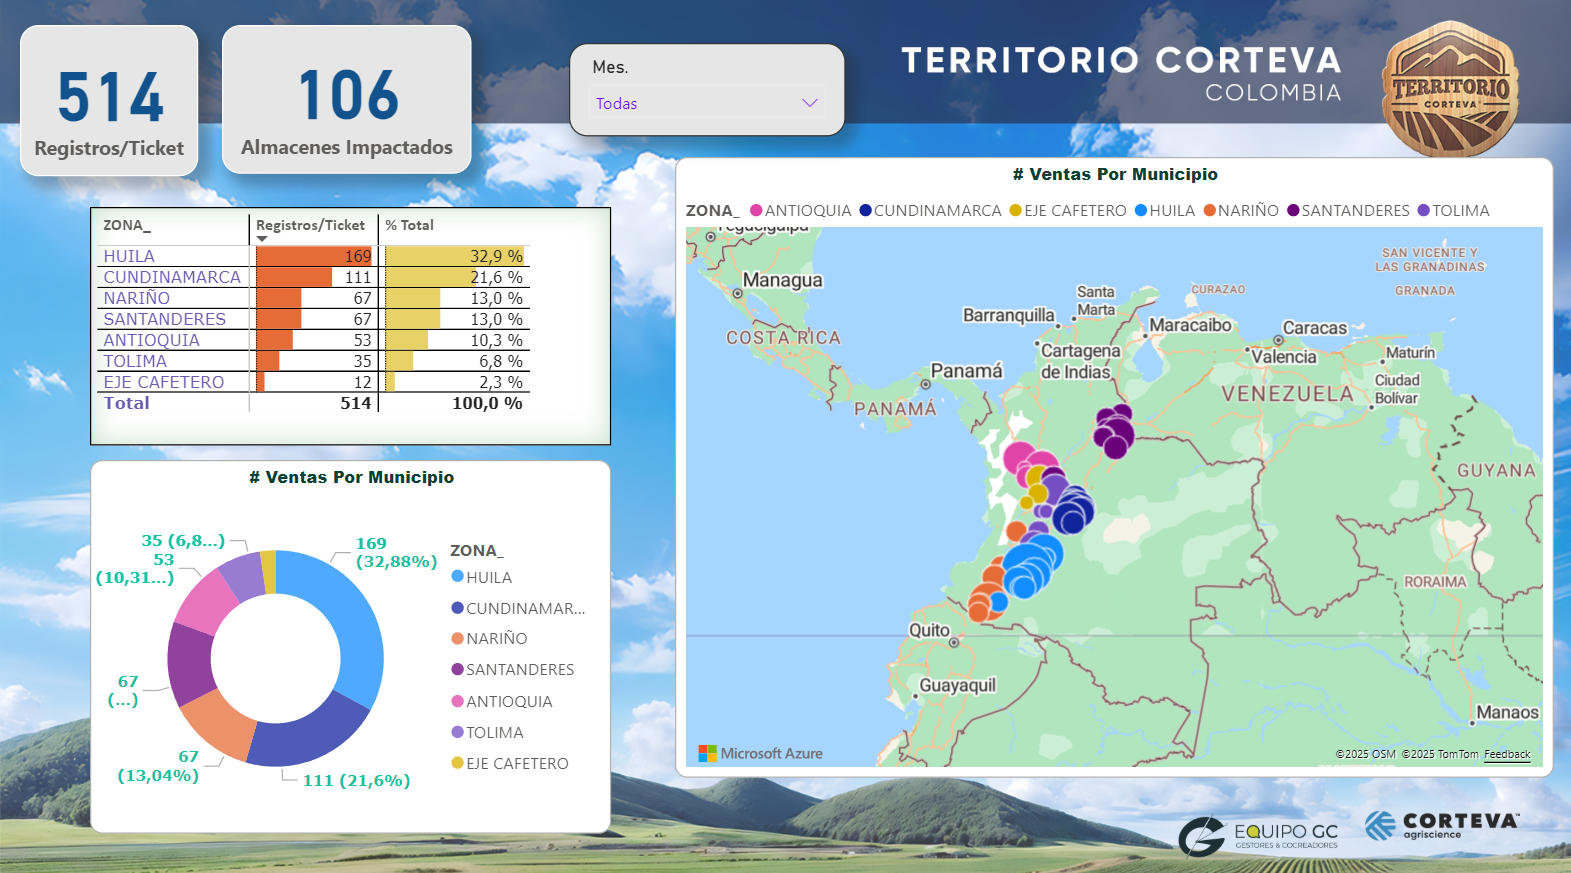 514
Registros/Ticket
106
Almacenes Impactados
Mes.
Todas
TERRITORIO CORTEVA
COLOMBIA
TERRITORIO
CORTEVA
ZONA_ Registros/Ticket % Total
HUILA 169 32,9 %
CUNDINAMARCA 111 21,6 %
NARIÑO 67 13,0 %
SANTANDERES 67 13,0 %
ANTIOQUIA 53 10,3 %
TOLIMA 35 6,8 %
EJE CAFETERO 12 2,3 %
Total 514 100,0 %
# Ventas Por Municipio
35 (6,8...)
53
(10,31...)
67
(...)
67
(13,04%)
111 (21,6%)
169
(32,88%)
ZONA_
HUILA
CUNDINAMAR...
NARIÑO
SANTANDERES
ANTIOQUIA
TOLIMA
EJE CAFETERO
# Ventas Por Municipio
ZONA_ ANTIOQUIA CUNDINAMARCA EJE CAFETERO HUILA NARIÑO SANTANDERES TOLIMA
Tegucigalpa
Managua
COSTA RICA
PANAMÁ
Panamá
Barranquilla
Santa
Marta
Cartagena
de Indias
Maracaibo
CURAZAO
SAN VICENTE Y
LAS GRANADINAS
GRANADA
Caracas
Valencia
Maturín
Ciudad
Bolívar
VENEZUELA
GUYANA
RORAIMA
Manaos
Quito
Guayaquil
Microsoft Azure
©2025 OSM ©2025 TomTom Feedback
EQUIPO GC
GESTORES & COCREADORES
CORTEVA™
agriscience